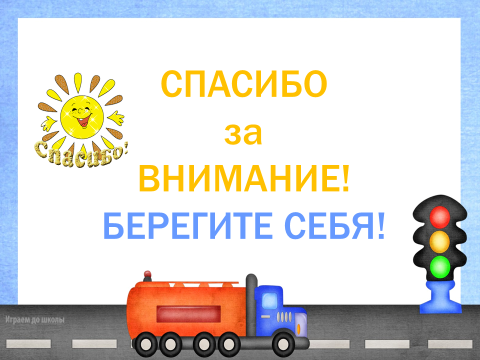 СПАСИБО
за
ВНИМАНИЕ!
БЕРЕГИТЕ СЕБЯ!
Спасибо!
Играем до школы